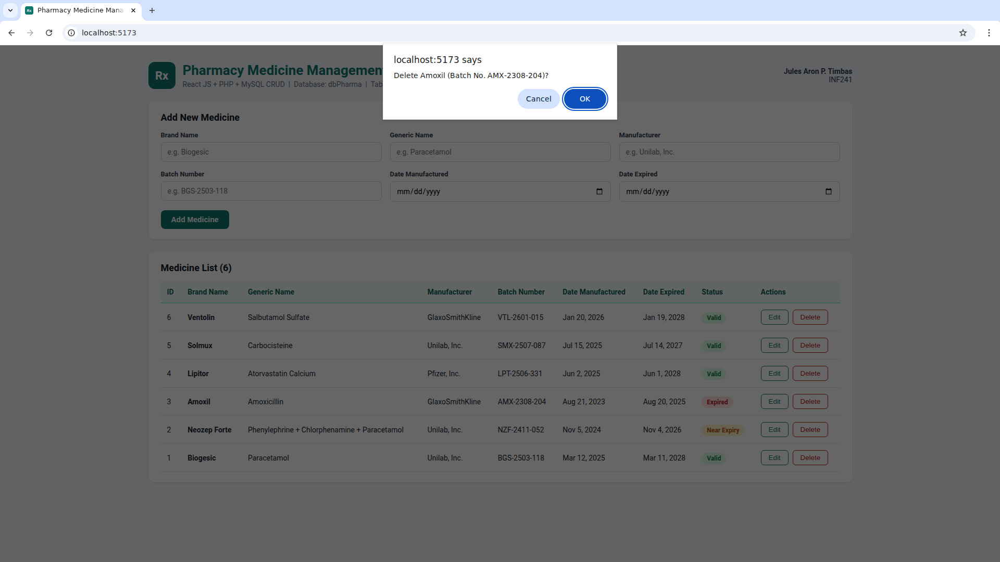 Rx Pharmacy Medicine Mana
localhost:5173
localhost:5173 says
Delete Amoxil (Batch No. AMX-2308-204)?
Cancel OK
Rx
Pharmacy Medicine Managemen
React JS + PHP + MySQL CRUD | Database: dbPharma | Tab
Jules Aron P. Timbas
INF241
Add New Medicine
Brand Name Generic Name Manufacturer
e.g. Biogesic e.g. Paracetamol e.g. Unilab, Inc.
Batch Number Date Manufactured Date Expired
e.g. BGS-2503-118 mm/dd/yyyy mm/dd/yyyy
Add Medicine
Medicine List (6)
ID Brand Name Generic Name Manufacturer Batch Number Date Manufactured Date Expired Status Actions
6 Ventolin Salbutamol Sulfate GlaxoSmithKline VTL-2601-015 Jan 20, 2026 Jan 19, 2028 Valid Edit Delete
5 Solmux Carbocisteine Unilab, Inc. SMX-2507-087 Jul 15, 2025 Jul 14, 2027 Valid Edit Delete
4 Lipitor Atorvastatin Calcium Pfizer, Inc. LPT-2506-331 Jun 2, 2025 Jun 1, 2028 Valid Edit Delete
3 Amoxil Amoxicillin GlaxoSmithKline AMX-2308-204 Aug 21, 2023 Aug 20, 2025 Expired Edit Delete
2 Neozep Forte Phenylephrine + Chlorphenamine + Paracetamol Unilab, Inc. NZF-2411-052 Nov 5, 2024 Nov 4, 2026 Near Expiry Edit Delete
1 Biogesic Paracetamol Unilab, Inc. BGS-2503-118 Mar 12, 2025 Mar 11, 2028 Valid Edit Delete